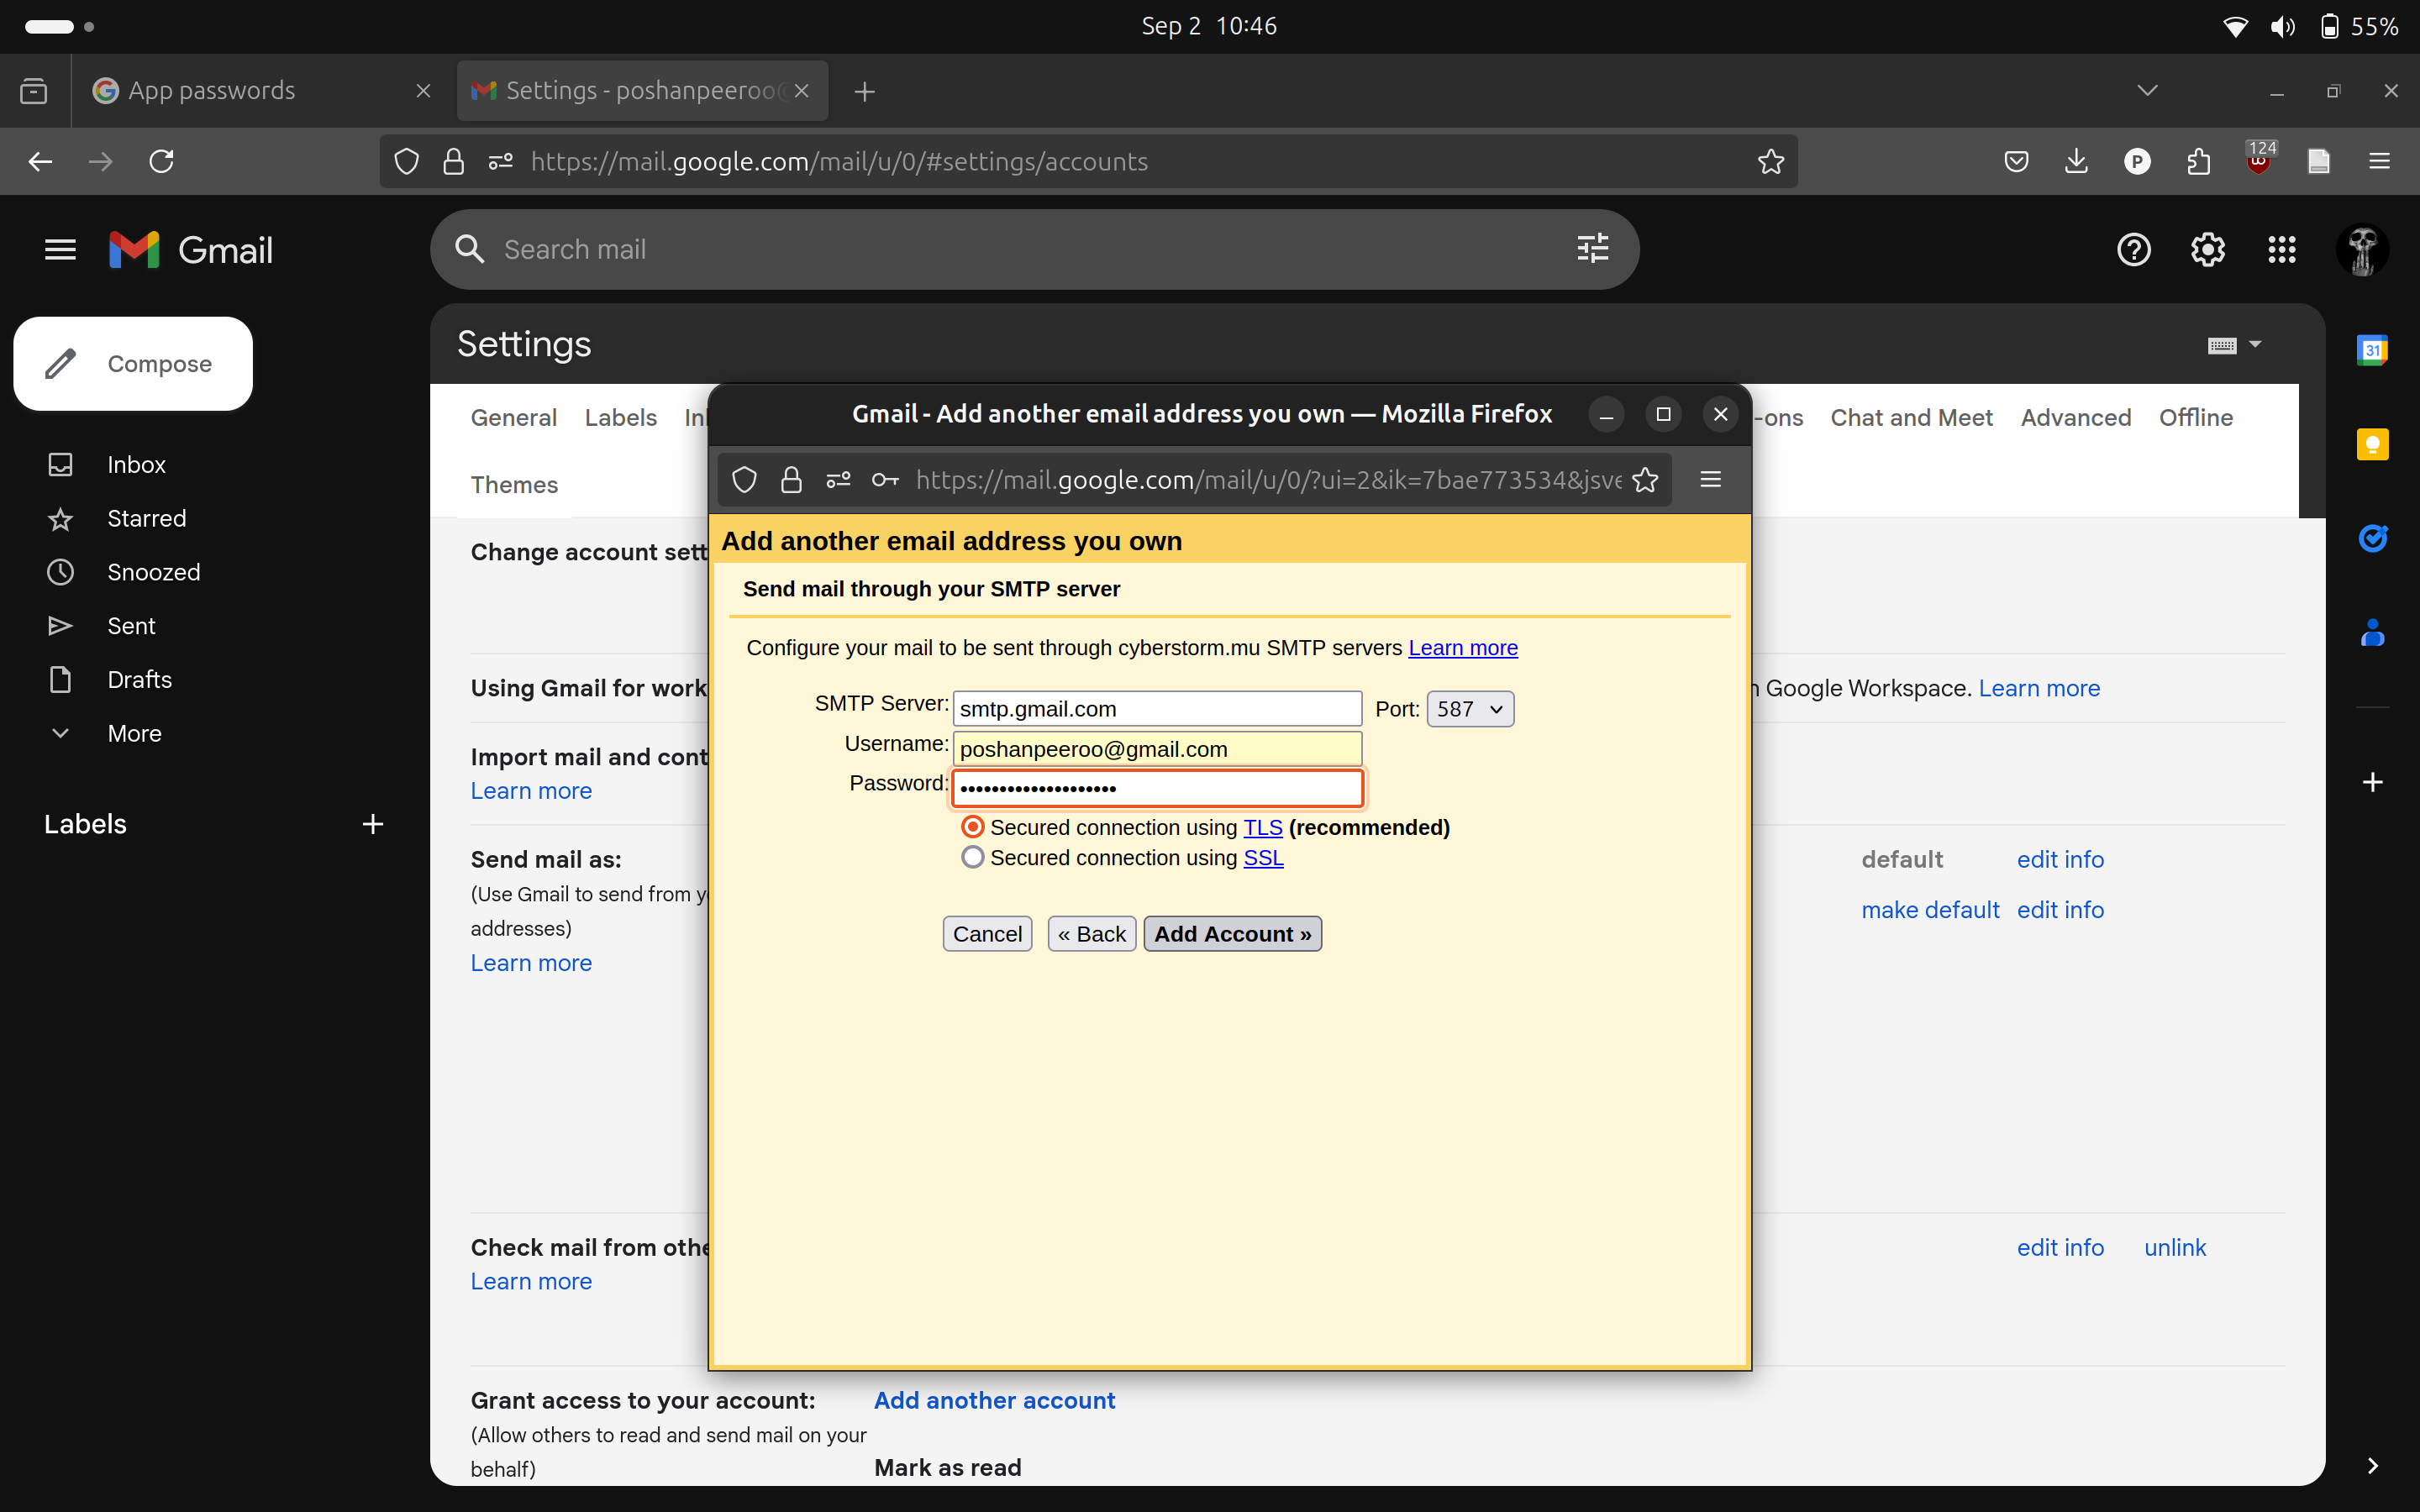 Sep 2 10:46
55%
App passwords
Settings - poshanpeeroo@
https://mail.google.com/mail/u/0/#settings/accounts
124
Gmail
Search mail
Compose
Inbox
Starred
Snoozed
Sent
Drafts
More
Labels
Settings
General Labels
-ons Chat and Meet Advanced Offline
Themes
Change account sett
Using Gmail for work
Google Workspace. Learn more
Import mail and cont
Learn more
Send mail as:
(Use Gmail to send from
addresses)
Learn more
default edit info
make default edit info
Check mail from othe
Learn more
edit info unlink
Grant access to your account:
(Allow others to read and send mail on your
behalf)
Add another account
Mark as read
31
Gmail - Add another email address you own — Mozilla Firefox
https://mail.google.com/mail/u/0/?ui=2&ik=7bae773534&jsve
Add another email address you own
Send mail through your SMTP server
Configure your mail to be sent through cyberstorm.mu SMTP servers Learn more
SMTP Server: smtp.gmail.com Port: 587
Username: poshanpeeroo@gmail.com
Password: ••••••••••••••••••••
Secured connection using TLS (recommended)
Secured connection using SSL
Cancel « Back Add Account »